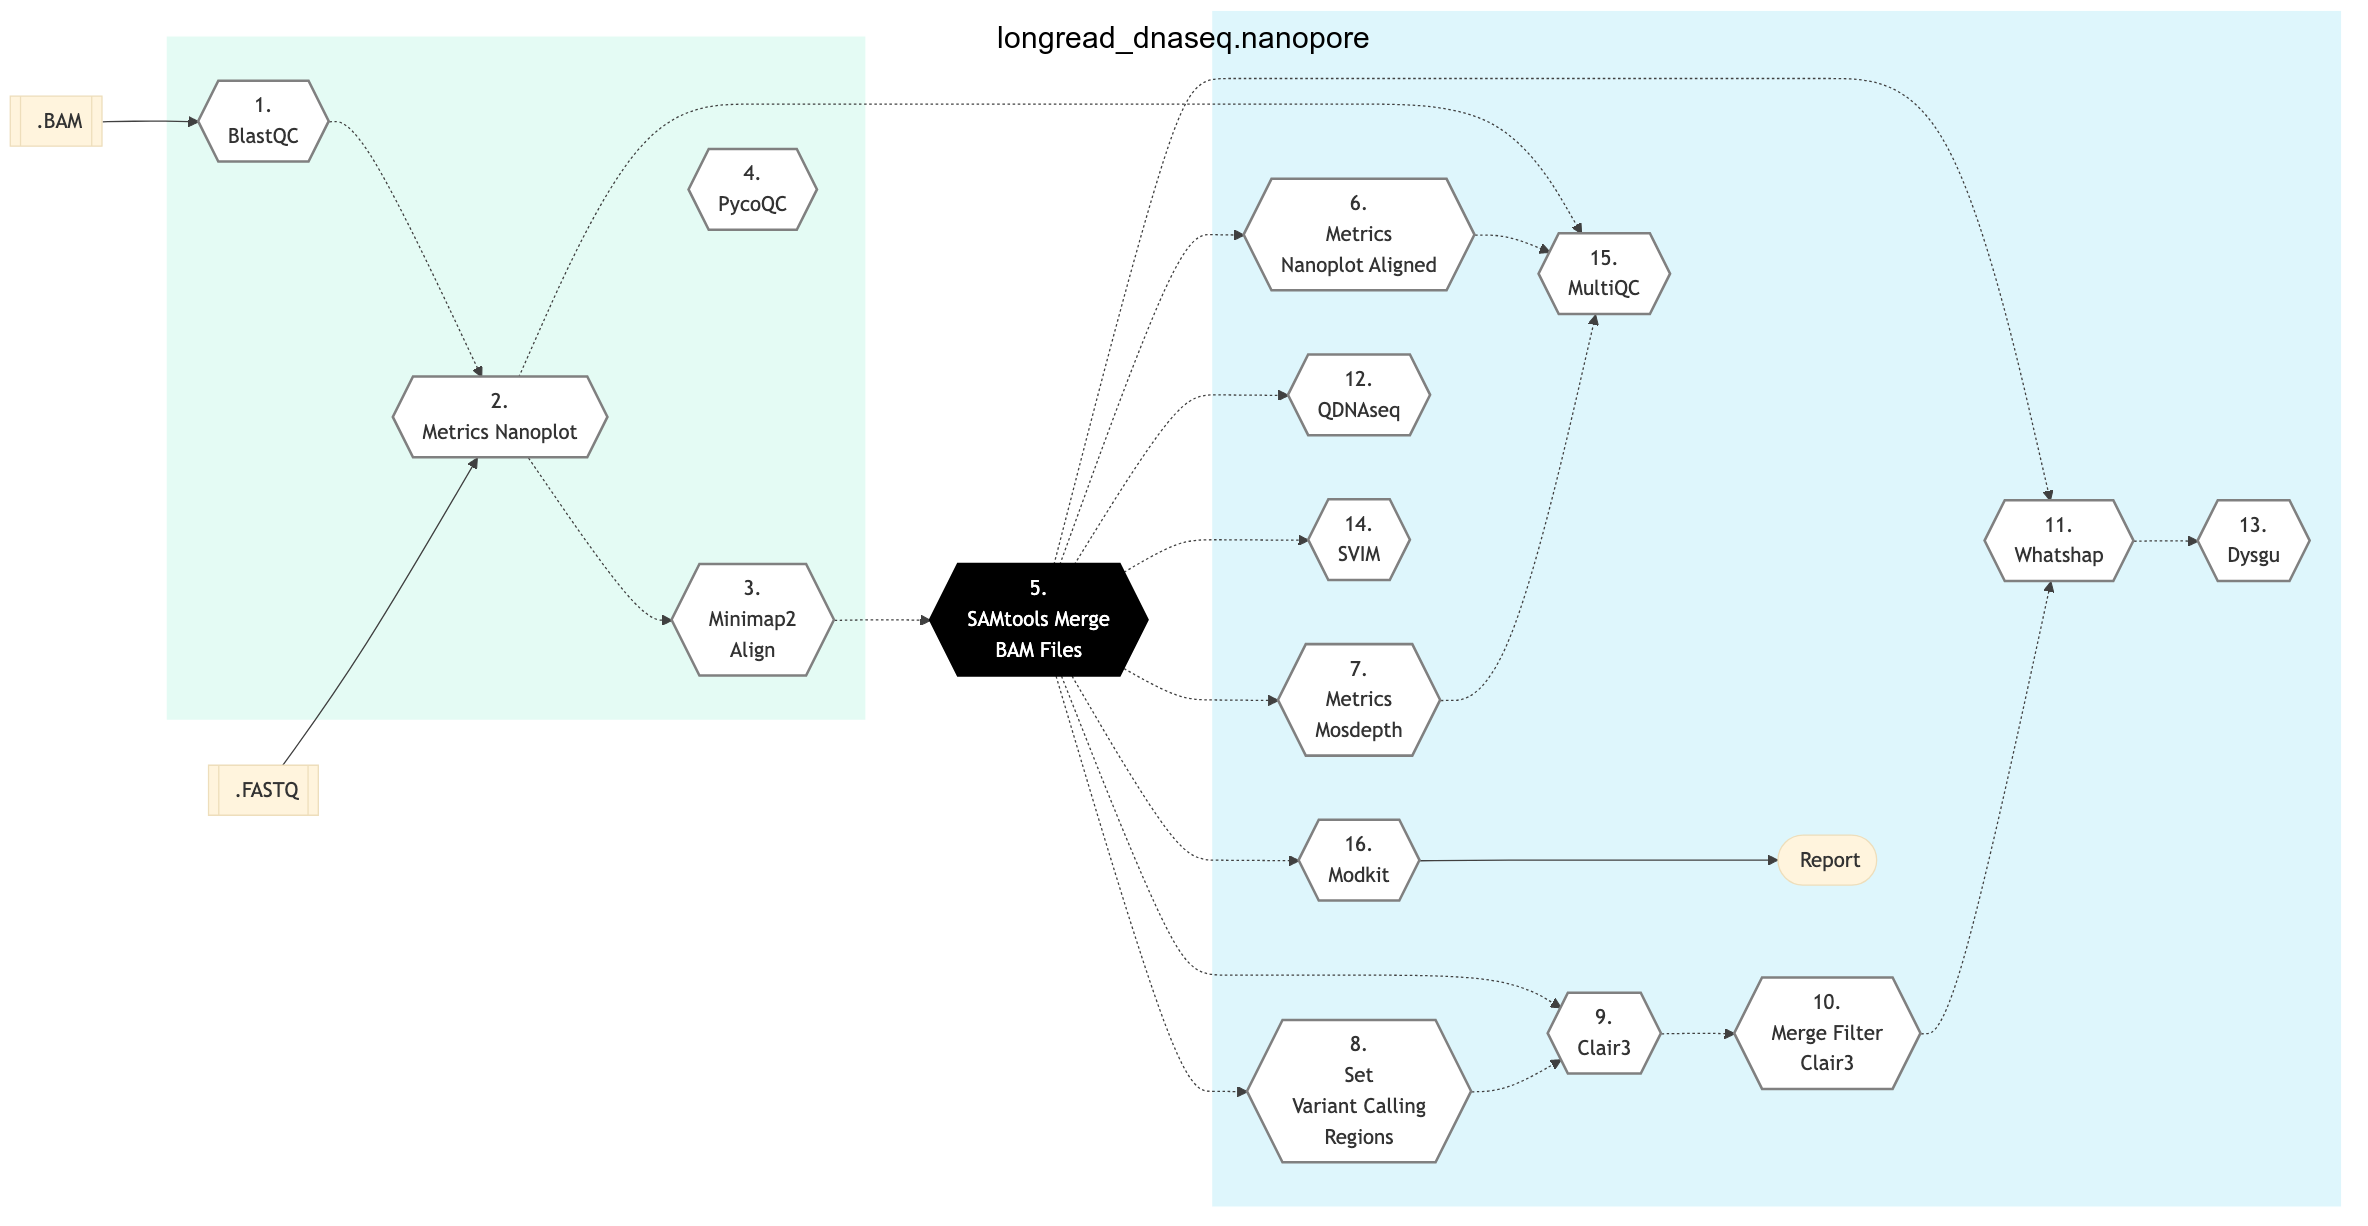 longread_dnaseq.nanopore
.BAM
1.
BlastQC
4.
PycoQC
2.
Metrics Nanoplot
3.
Minimap2
Align
.FASTQ
5.
SAMtools Merge
BAM Files
6.
Metrics
Nanoplot Aligned
15.
MultiQC
12.
QDNAseq
14.
SVIM
7.
Metrics
Mosdepth
11.
Whatshap
13.
Dysgu
16.
Modkit
Report
9.
Clair3
10.
Merge Filter
Clair3
8.
Set
Variant Calling
Regions